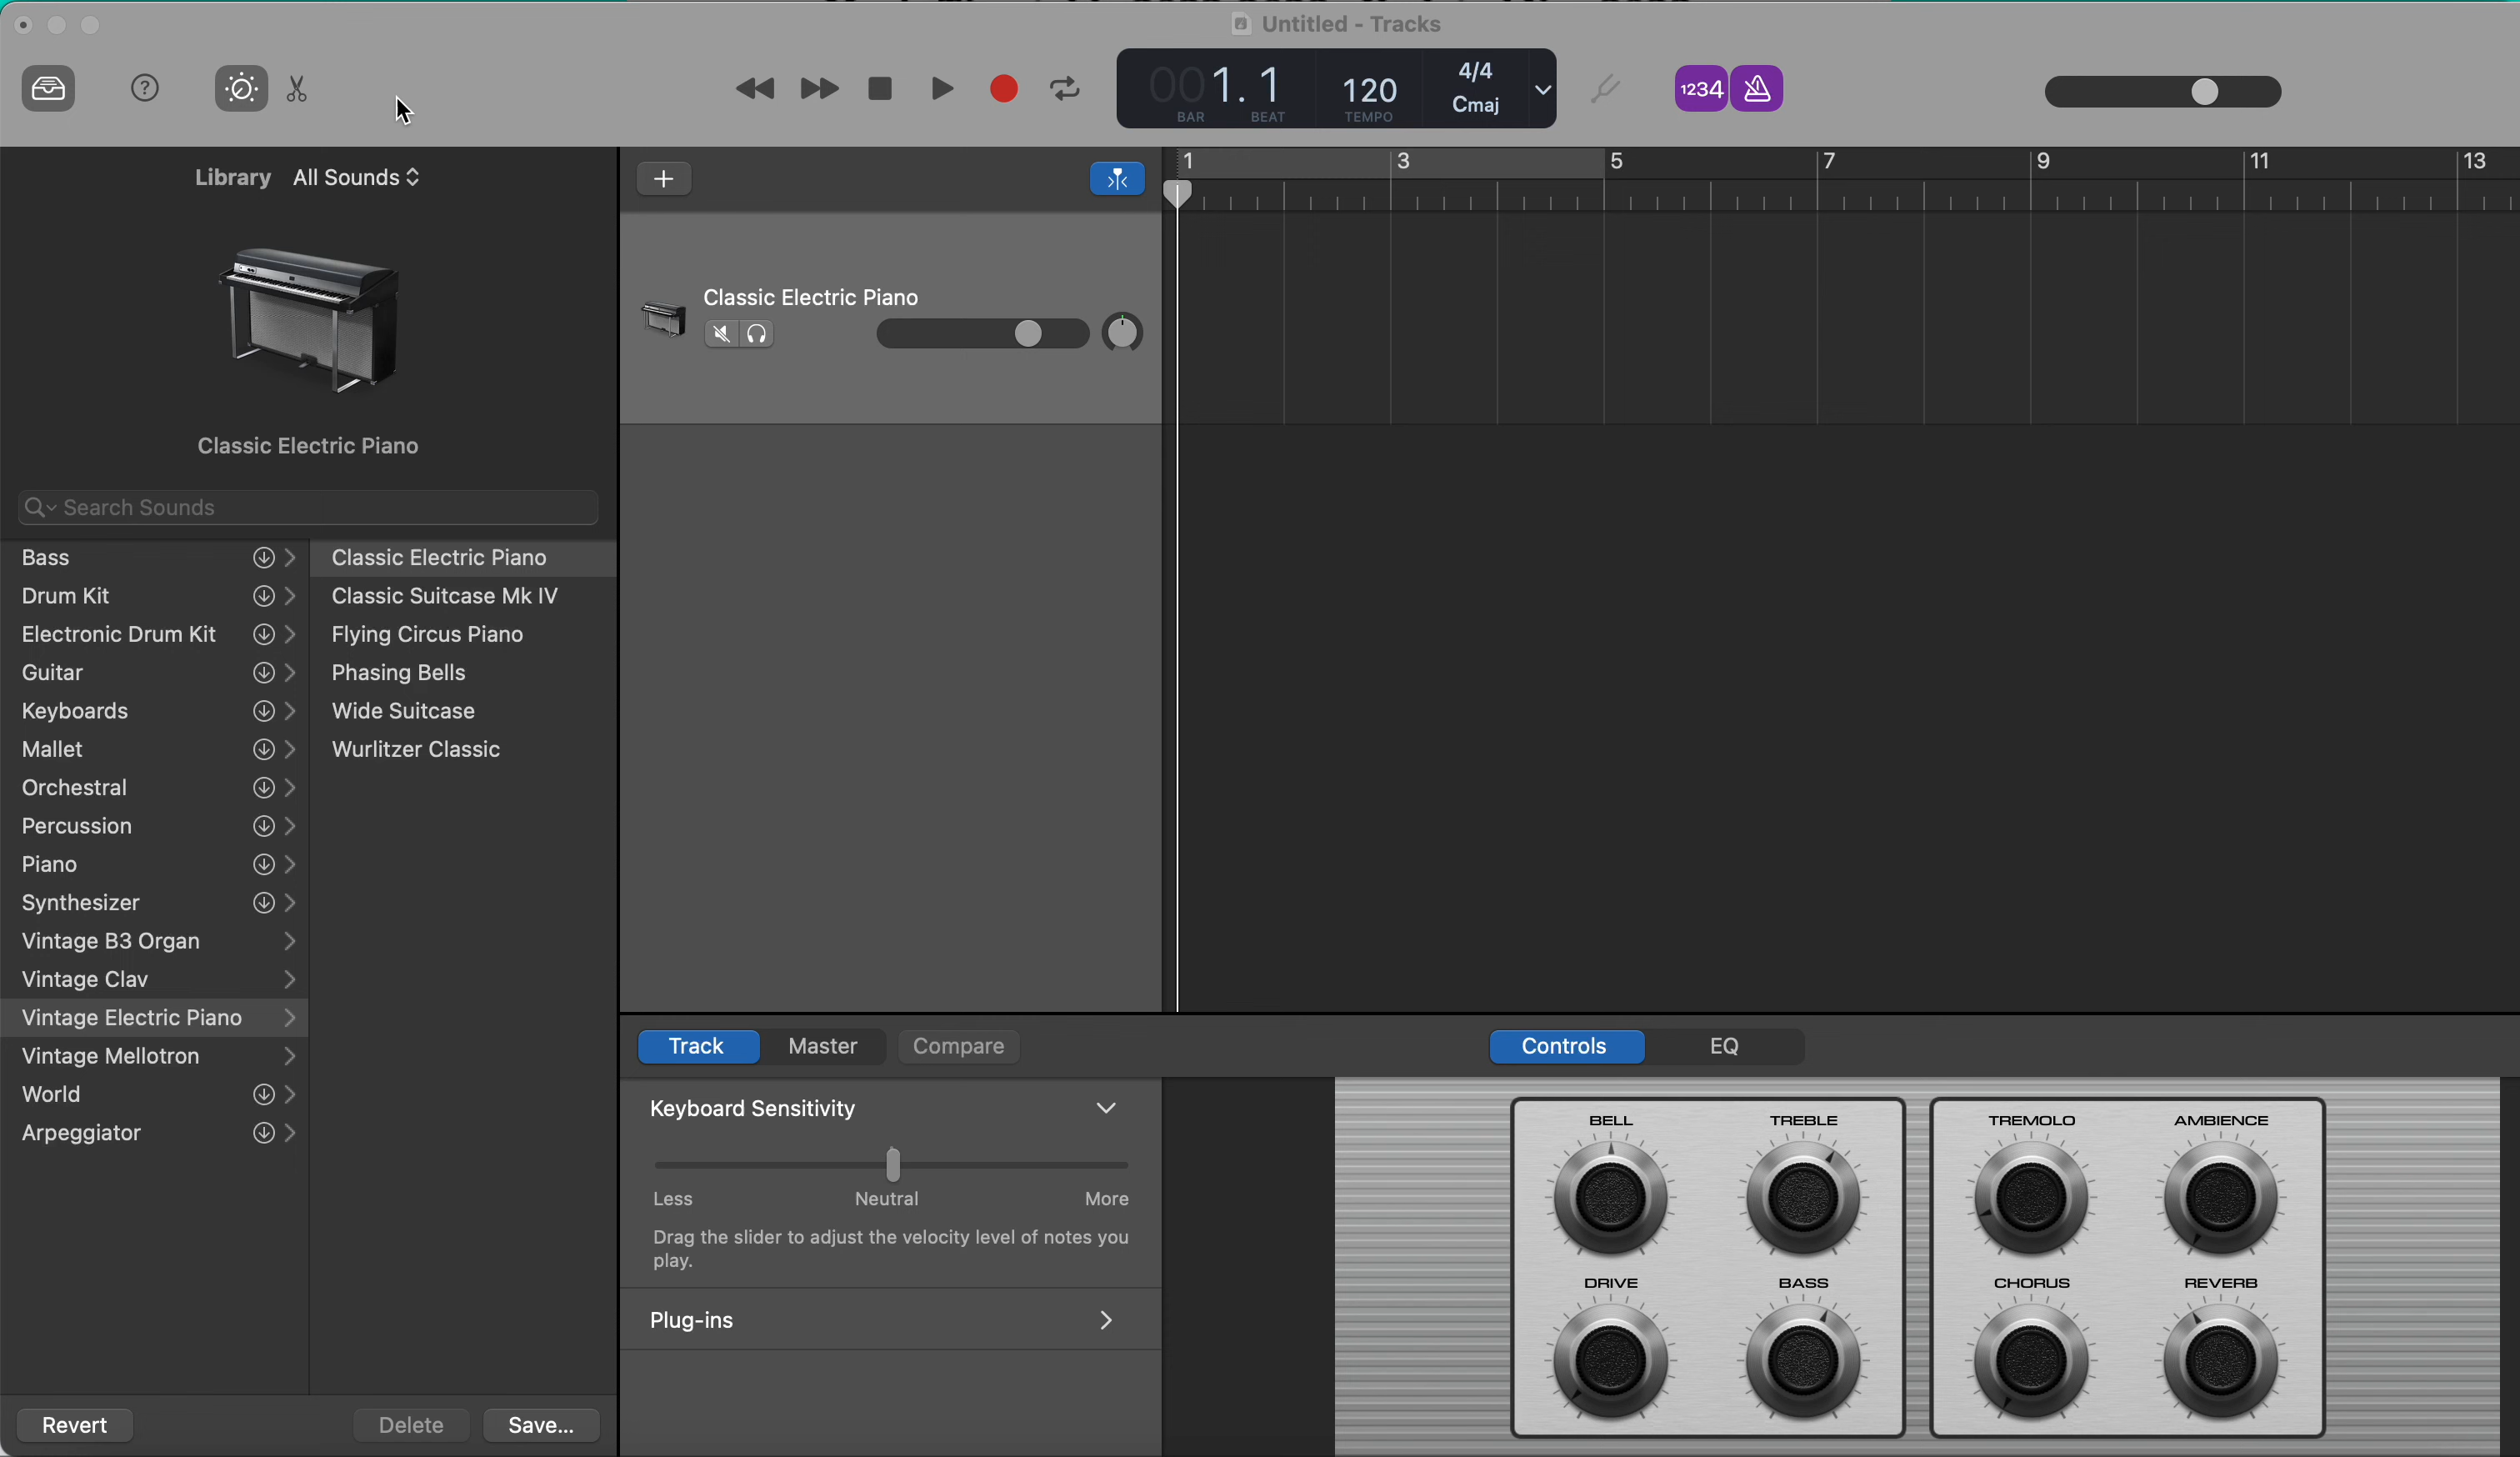 Untitled - Tracks
001. 1
BAR BEAT
120
TEMPO
4/4
Cmaj
1234
Library All Sounds
Classic Electric Piano
Search Sounds
Bass
Drum Kit
Electronic Drum Kit
Guitar
Keyboards
Mallet
Orchestral
Percussion
Piano
Synthesizer
Vintage B3 Organ
Vintage Clav
Vintage Electric Piano
Vintage Mellotron
World
Arpeggiator
Classic Electric Piano
Classic Suitcase Mk IV
Flying Circus Piano
Phasing Bells
Wide Suitcase
Wurlitzer Classic
Revert Delete Save...
1 3 5 7 9 11 13
Classic Electric Piano
Track Master Compare
Controls EQ
Keyboard Sensitivity
Less Neutral More
Drag the slider to adjust the velocity level of notes you
play.
Plug-ins
BELL TREBLE TREMOLO AMBIENCE
DRIVE BASS CHORUS REVERB